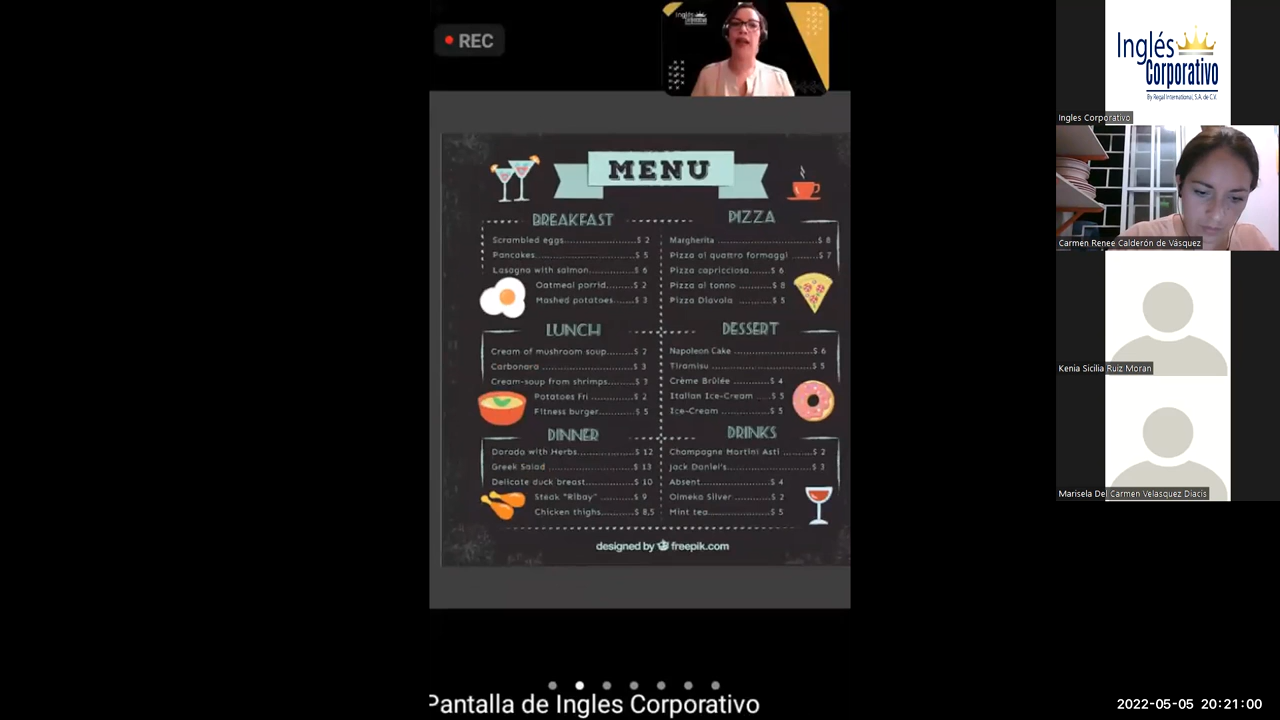 REC
Inglés
Corporativo
MENU
BREAKFAST
Scrambled eggs........$ 2
Pancakes........$ 5
Lasagna with salmon........$ 6
Oatmeal porrid...$ 2
Mashed potatoes....$ 3
PIZZA
Margherita ........$ 8
Pizza al quattro formaggi ........$ 7
Pizza capricciosa......$ 6
Pizza al tonno ........$ 8
Pizza Diavola ........$ 5
LUNCH
Cream of mushroom soup.......$ 2
Carbonara ........$ 3
Cream-soup from shrimps....$ 3
Potatoes Fri ........$ 2
Fitness burger........$ 5
DESSERT
Napoleon Cake ........$ 6
Tiramisu ........$ 5
Crème Brûlée ........$ 4
Italian Ice-Cream ....$ 5
Ice-Cream ........$ 5
DINNER
Dorado with Herbs........$ 12
Greek Salad ........$ 13
Delicate duck breast........$ 10
Steak "Ribay" ........$ 9
Chicken thighs........$ 8,5
DRINKS
Champagne Martini Asti ........$ 2
Jack Daniel's........$ 3
Absent........$ 4
Olmeka Silver ........$ 2
Mint tea........$ 5
designed by freepik.com
Pantalla de Ingles Corporativo
Inglés
Corporativo
By Regal International, S.A. de C.V.
Ingles Corporativo
Carmen Renee Calderón de Vásquez
Kenia Sicilia Ruiz Moran
Marisela Del Carmen Velasquez Diacis
2022-05-05 20:21:00